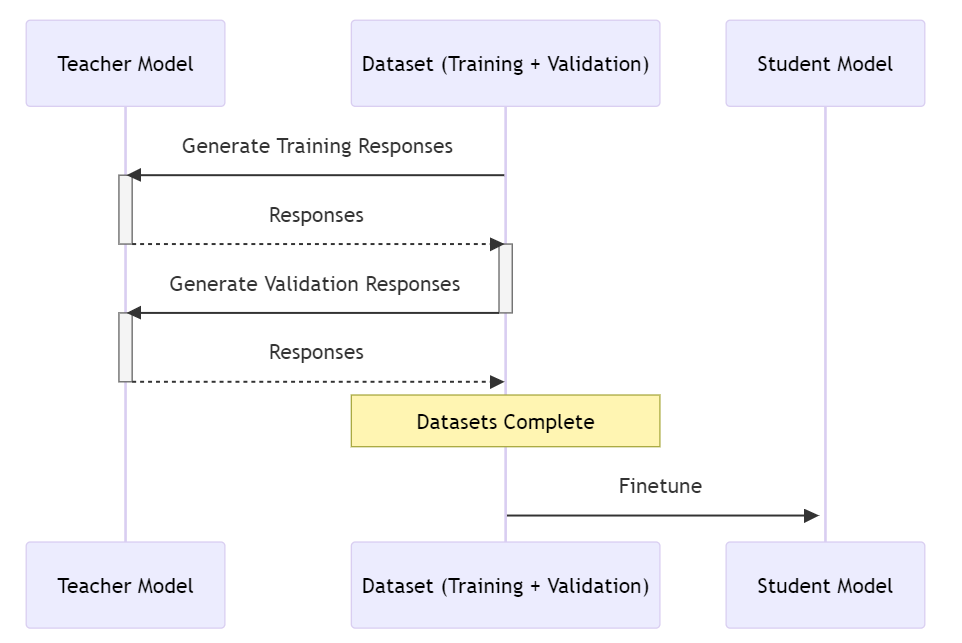 Teacher Model
Dataset (Training + Validation)
Student Model
Generate Training Responses
Responses
Generate Validation Responses
Responses
Datasets Complete
Finetune
Teacher Model
Dataset (Training + Validation)
Student Model